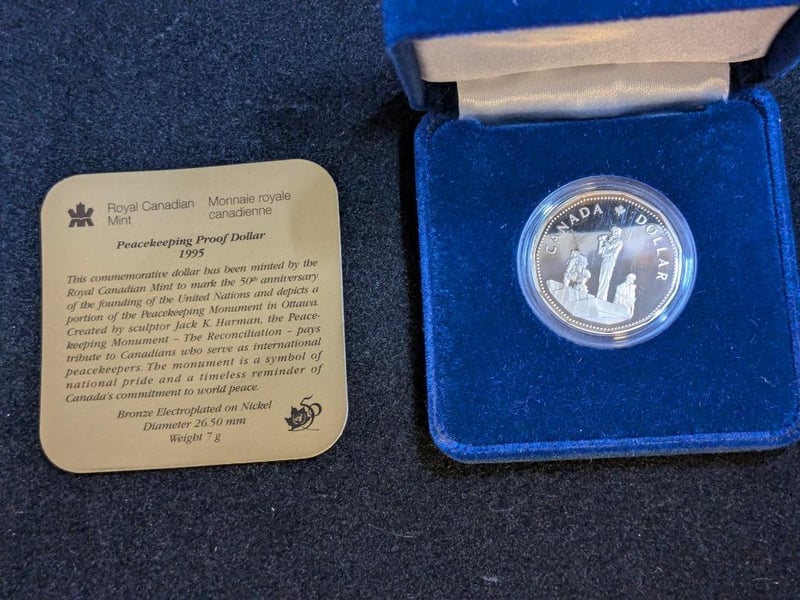 Royal Canadian Mint
Monnaie royale canadienne
Peacekeeping Proof Dollar
1995
This commemorative dollar has been minted by the
Royal Canadian Mint to mark the 50th anniversary
of the founding of the United Nations and depicts a
portion of the Peacekeeping Monument in Ottawa.
Created by sculptor Jack K. Harman, the Peace-
keeping Monument – The Reconciliation – pays
tribute to Canadians who serve as international
peacekeepers. The monument is a symbol of
national pride and a timeless reminder of
Canada's commitment to world peace.
Bronze Electroplated on Nickel
Diameter 26.50 mm
Weight 7 g
50
CANADA DOLLAR